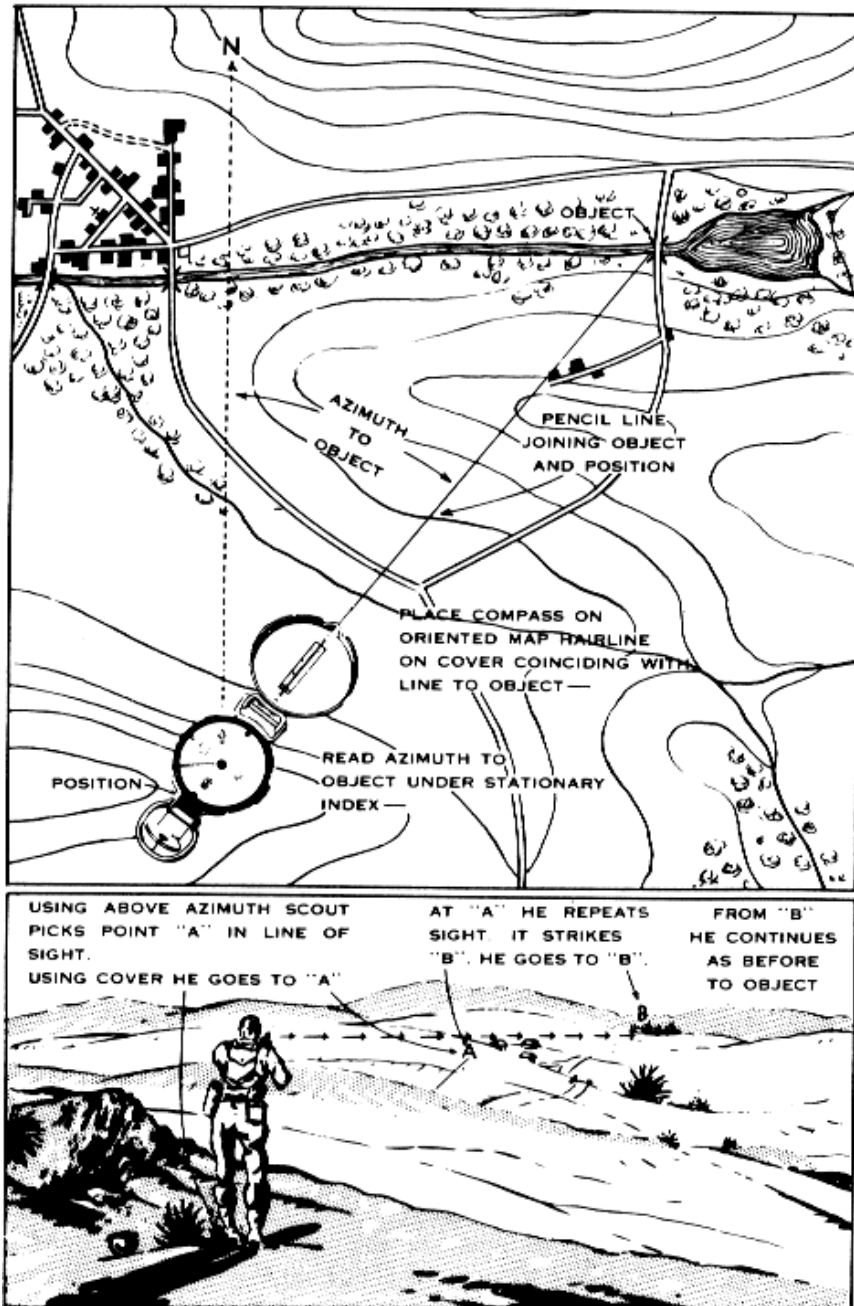 N
OBJECT
AZIMUTH
TO
OBJECT
PENCIL LINE
JOINING OBJECT
AND POSITION
PLACE COMPASS ON
ORIENTED MAP HAIRLINE
ON COVER COINCIDING WITH
LINE TO OBJECT—
READ AZIMUTH TO
OBJECT UNDER STATIONARY
INDEX—
POSITION
USING ABOVE AZIMUTH SCOUT
PICKS POINT "A" IN LINE OF
SIGHT.
USING COVER HE GOES TO "A"
AT "A" HE REPEATS
SIGHT. IT STRIKES
"B". HE GOES TO "B".
FROM "B"
HE CONTINUES
AS BEFORE
TO OBJECT
B
A